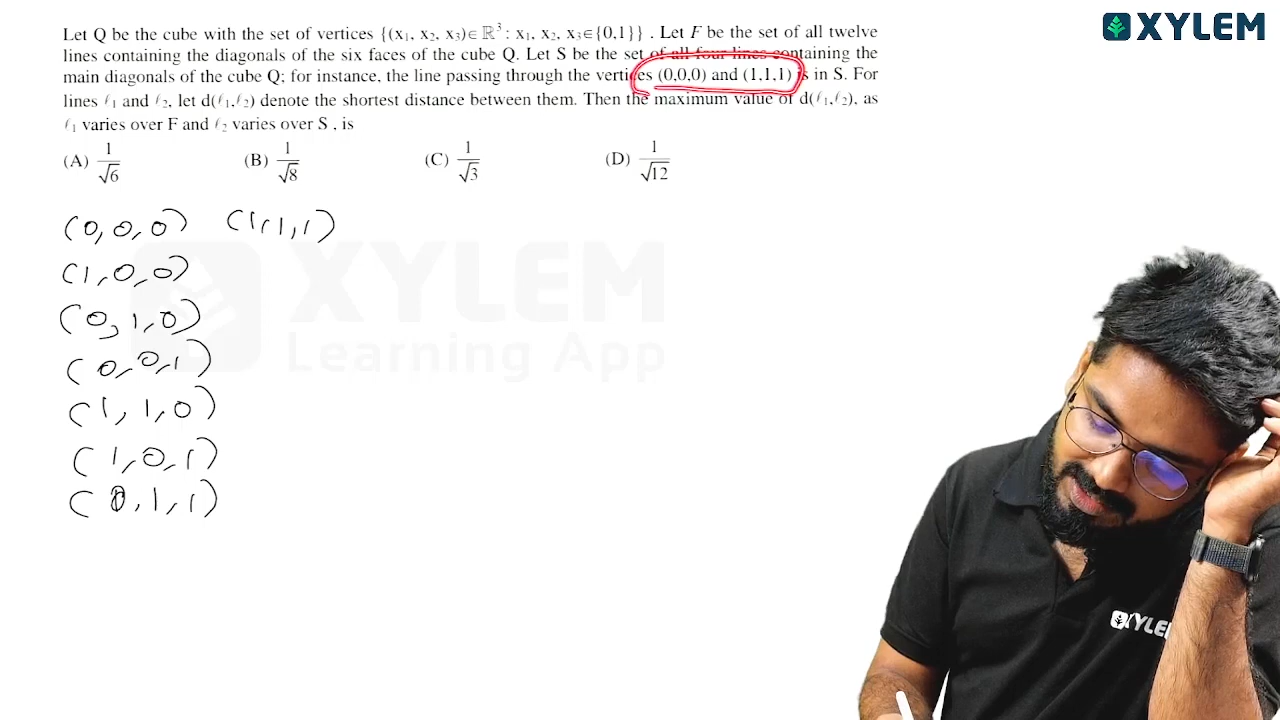 XYLEM
Let Q be the cube with the set of vertices {(x₁, x₂, x₃)∈ ℝ³: x₁, x₂, x₃∈{0,1}} . Let F be the set of all twelve
lines containing the diagonals of the six faces of the cube Q. Let S be the set of all four lines containing the
main diagonals of the cube Q; for instance, the line passing through the vertices (0,0,0) and (1,1,1) is in S. For
lines ℓ₁ and ℓ₂, let d(ℓ₁,ℓ₂) denote the shortest distance between them. Then the maximum value of d(ℓ₁,ℓ₂), as
ℓ₁ varies over F and ℓ₂ varies over S , is
(A) 1/√6 (B) 1/√8 (C) 1/√3 (D) 1/√12
(0,0,0) (1,1,1)
(1,0,0)
(0,1,0)
(0,0,1)
(1,1,0)
(1,0,1)
(0,1,1)
XYLEM
Learning App
XYLEM